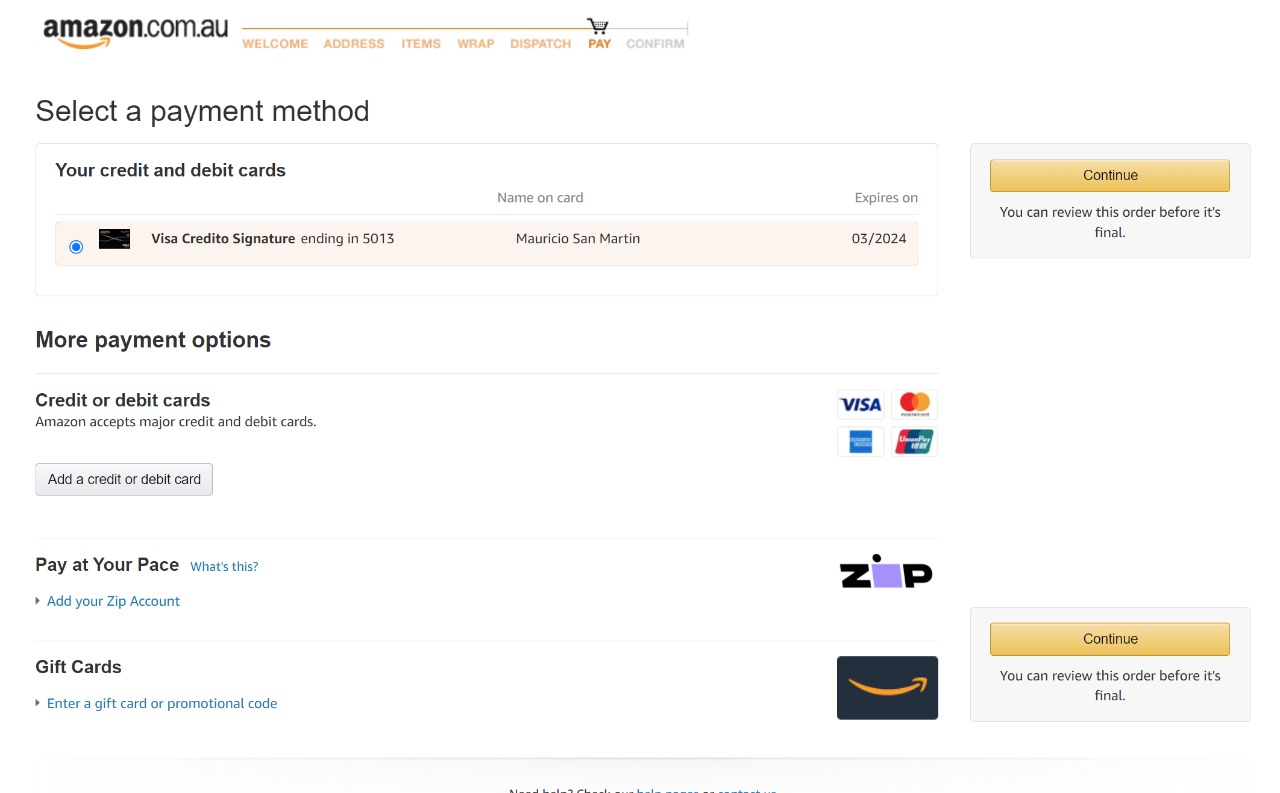 amazon.com.au
WELCOME ADDRESS ITEMS WRAP DISPATCH PAY CONFIRM
Select a payment method
Your credit and debit cards
Name on card Expires on
Visa Credito Signature ending in 5013 Mauricio San Martin 03/2024
Continue
You can review this order before it's
final.
More payment options
Credit or debit cards
Amazon accepts major credit and debit cards.
VISA mastercard
UnionPay
Add a credit or debit card
Pay at Your Pace What's this?
Add your Zip Account
zip
Gift Cards
Enter a gift card or promotional code
Continue
You can review this order before it's
final.
Need help? Check our help pages or contact us